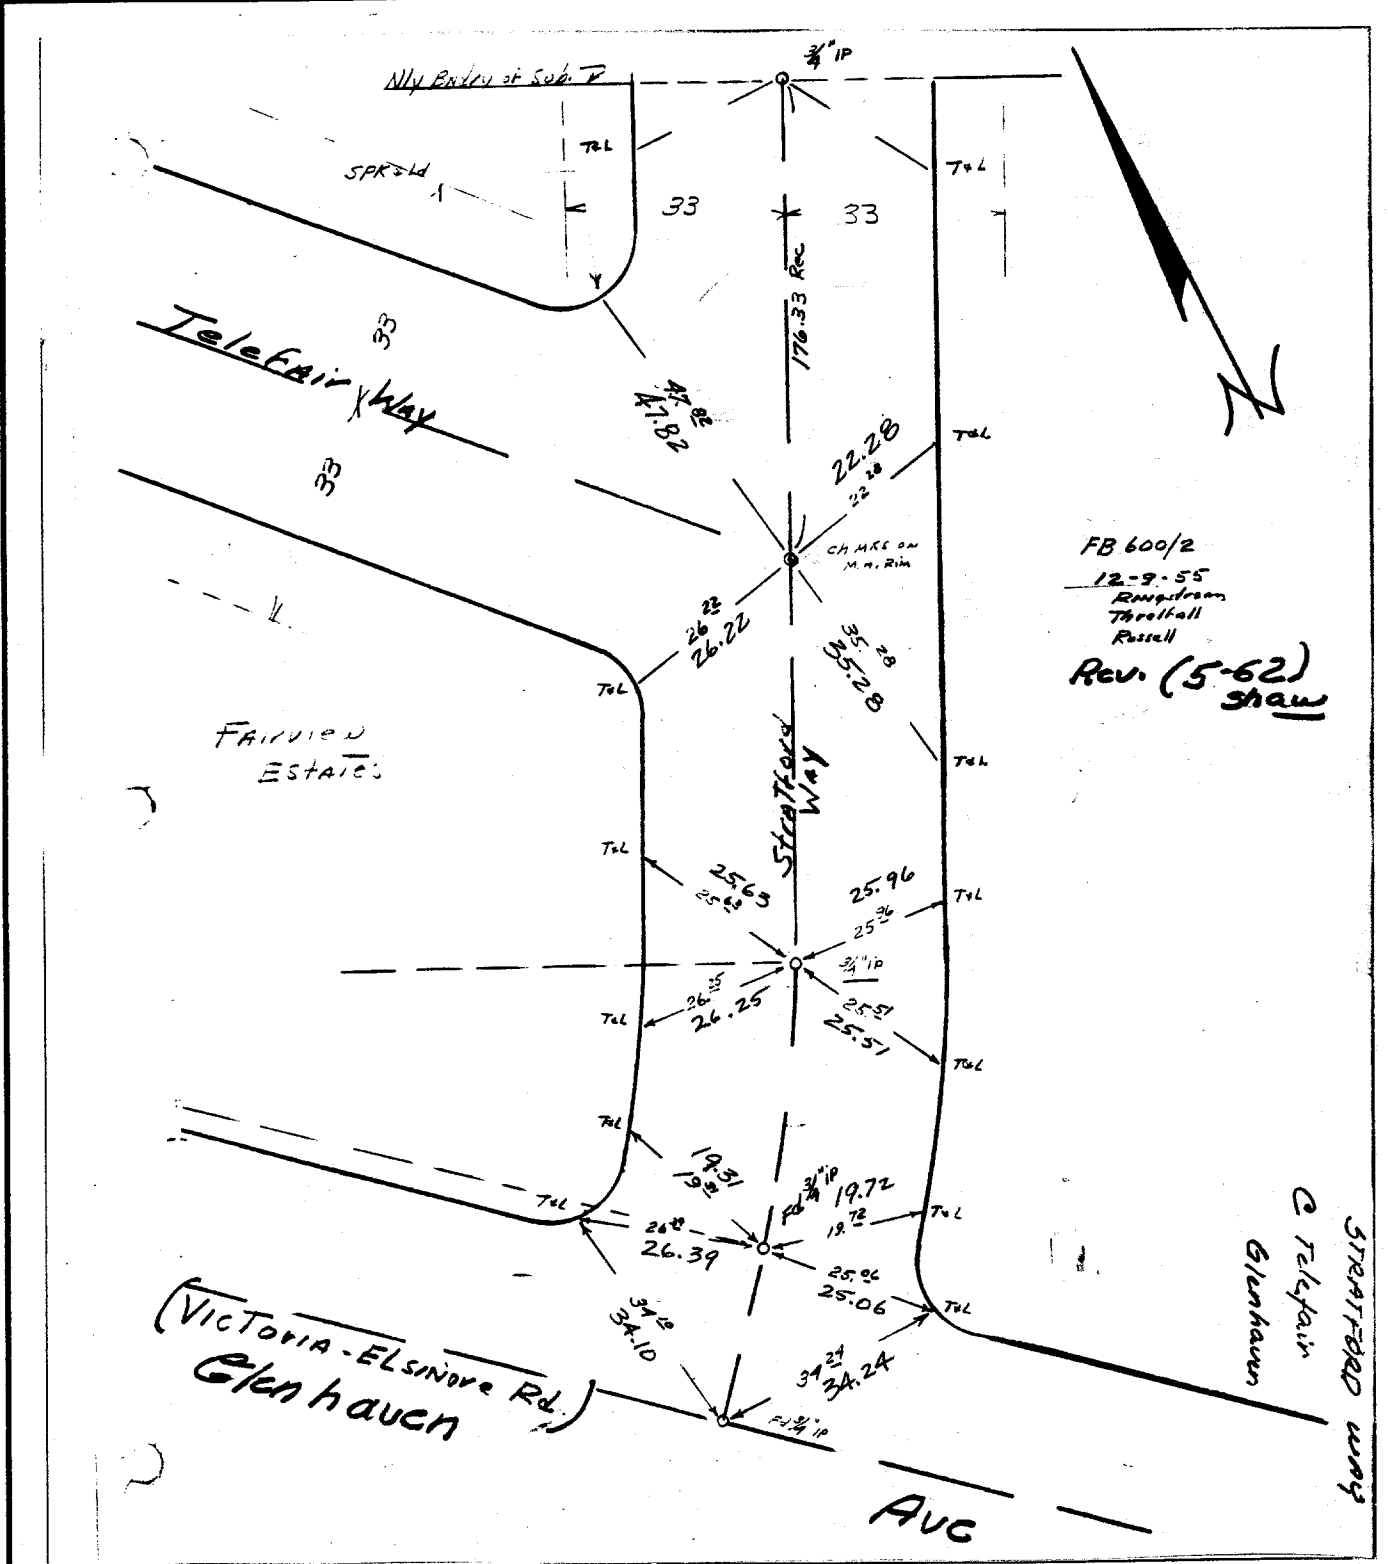 3/4" IP
Nly Bndry of Sub.
T&L
T&L
33
33
176.33 Rec
33
TeleFair Way
33
47.82
47.82
22.28
22.28
T&L
Ch MKS on
M.H. Rim
26.22
26.22
35.28
35.28
T&L
T&L
FB 600/2
12-9-55
Threlfall
Russell
Rev. (5-62)
Shaw
Fairview
Estates
Stratford
Way
T&L
25.63
25.63
25.96
25.96
T&L
3/4" IP
T&L
26.25
26.25
25.51
25.51
T&L
T&L
19.31
19.31
Fd 3/4" IP
19.72
19.72
T&L
T&L
26.39
26.39
25.06
25.06
T&L
34.10
34.10
34.24
34.24
Fd 3/4" IP
(Victoria-Elsinore Rd.)
Glenhaven
Ave
STRATFORD WAY
C Telefair
Glenhaven